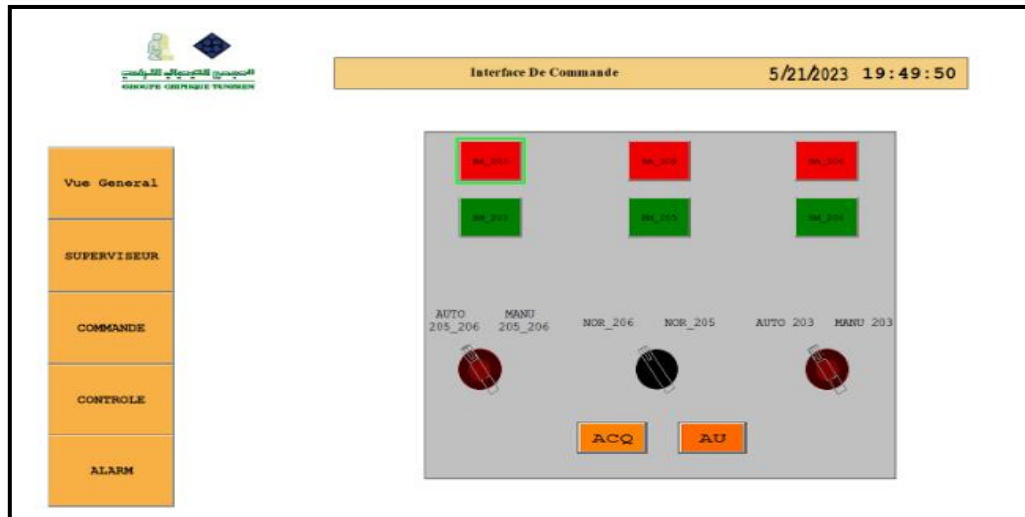 GROUPE CHIMIQUE TUNISIEN
Interface De Commande
5/21/2023 19:49:50
Vue General
SUPERVISEUR
COMMANDE
CONTROLE
ALARM
AUTO MANU
205_206 205_206
NOR_206 NOR_205
AUTO 203 MANU 203
ACQ AU